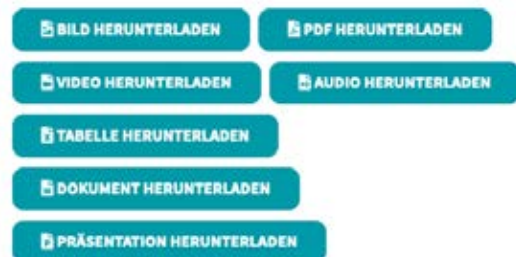 BILD HERUNTERLADEN PDF HERUNTERLADEN
VIDEO HERUNTERLADEN AUDIO HERUNTERLADEN
TABELLE HERUNTERLADEN
DOKUMENT HERUNTERLADEN
PRÄSENTATION HERUNTERLADEN